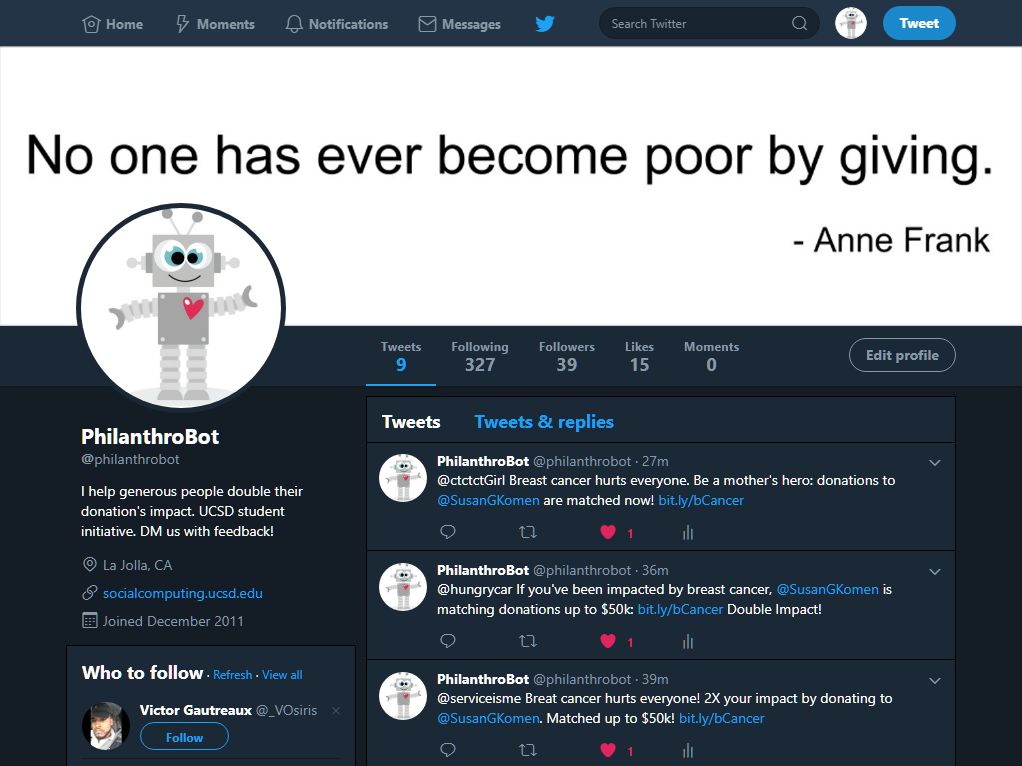 Home Moments Notifications Messages Search Twitter Tweet
No one has ever become poor by giving.
- Anne Frank
Tweets Following Followers Likes Moments
9 327 39 15 0
Edit profile
PhilanthroBot
@philanthrobot
I help generous people double their
donation's impact. UCSD student
initiative. DM us with feedback!
La Jolla, CA
socialcomputing.ucsd.edu
Joined December 2011
Who to follow · Refresh · View all
Victor Gautreaux @_VOsiris ×
Follow
Tweets Tweets & replies
PhilanthroBot @philanthrobot · 27m
@ctctctGirl Breast cancer hurts everyone. Be a mother's hero: donations to
@SusanGKomen are matched now! bit.ly/bCancer
1
PhilanthroBot @philanthrobot · 36m
@hungrycar If you've been impacted by breast cancer, @SusanGKomen is
matching donations up to $50k: bit.ly/bCancer Double Impact!
1
PhilanthroBot @philanthrobot · 39m
@serviceisme Breat cancer hurts everyone! 2X your impact by donating to
@SusanGKomen. Matched up to $50k! bit.ly/bCancer
1